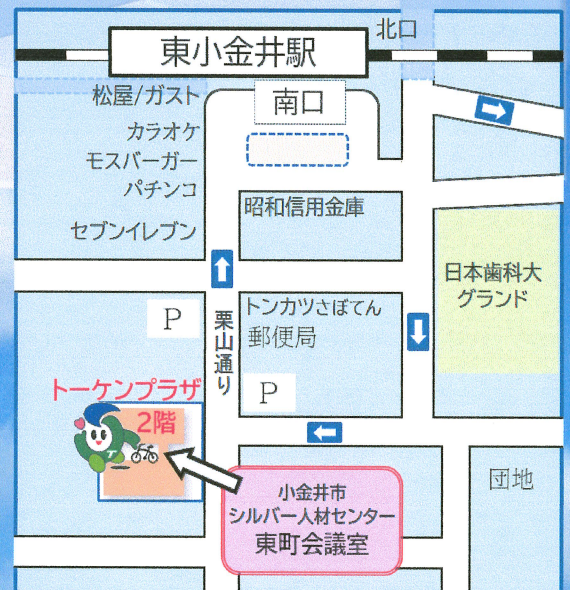 北口
東小金井駅
松屋/ガスト
南口
カラオケ
モスバーガー
パチンコ
セブンイレブン
昭和信用金庫
日本歯科大
グランド
P
栗山通り
トンカツさぼてん
郵便局
P
トーケンプラザ
2階
T
小金井市
シルバー人材センター
東町会議室
団地